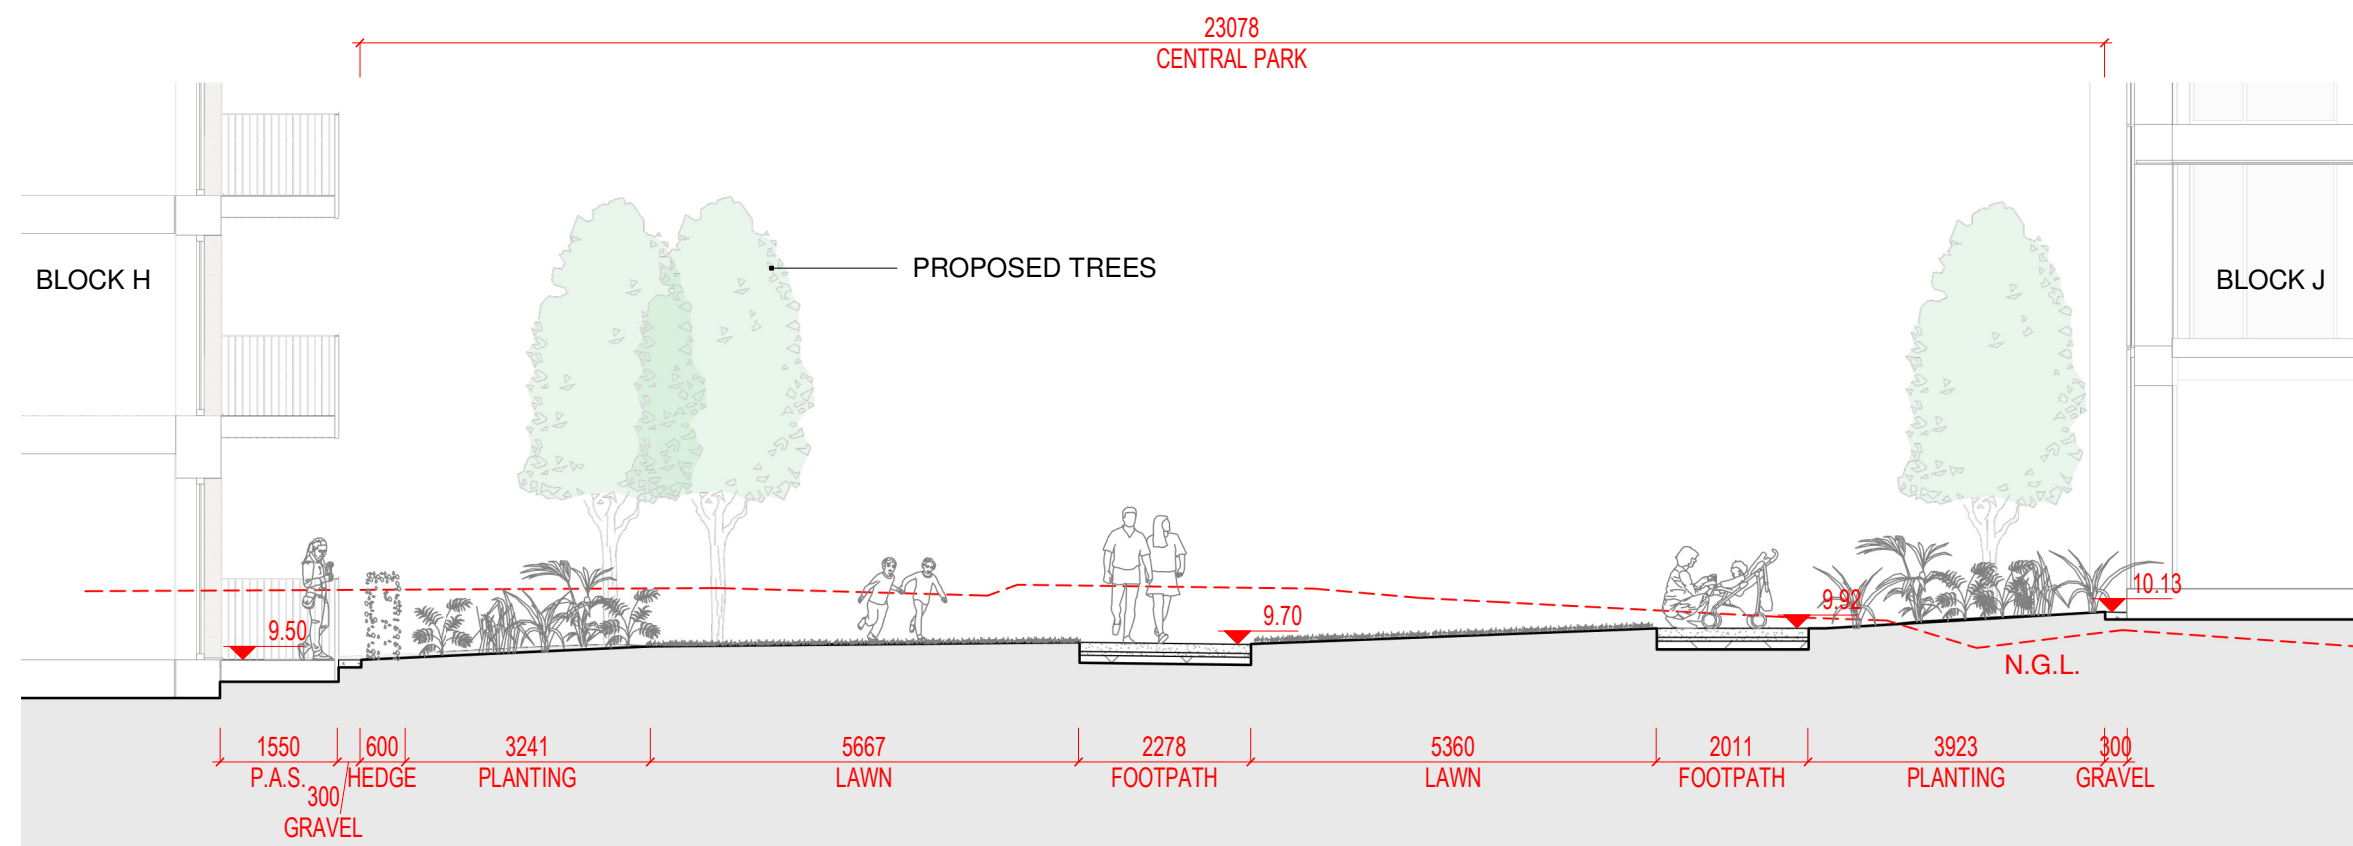 23078
CENTRAL PARK
BLOCK H
PROPOSED TREES
BLOCK J
9.50
9.70
9.92
10.13
N.G.L.
1550
P.A.S.
300
GRAVEL
600
HEDGE
3241
PLANTING
5667
LAWN
2278
FOOTPATH
5360
LAWN
2011
FOOTPATH
3923
PLANTING
300
GRAVEL